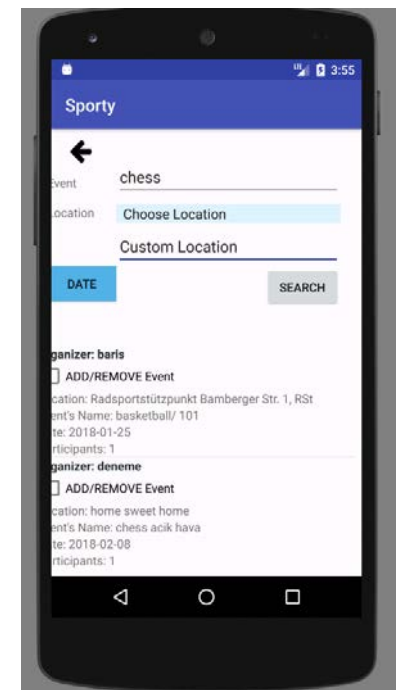 3:55
Sporty
vent
ocation
chess
Choose Location
Custom Location
DATE
SEARCH
ganizer: baris
ADD/REMOVE Event
cation: Radsportstützpunkt Bamberger Str. 1, RSt
ent's Name: basketball/ 101
te: 2018-01-25
rticipants: 1
ganizer: deneme
ADD/REMOVE Event
cation: home sweet home
ent's Name: chess acik hava
te: 2018-02-08
rticipants: 1